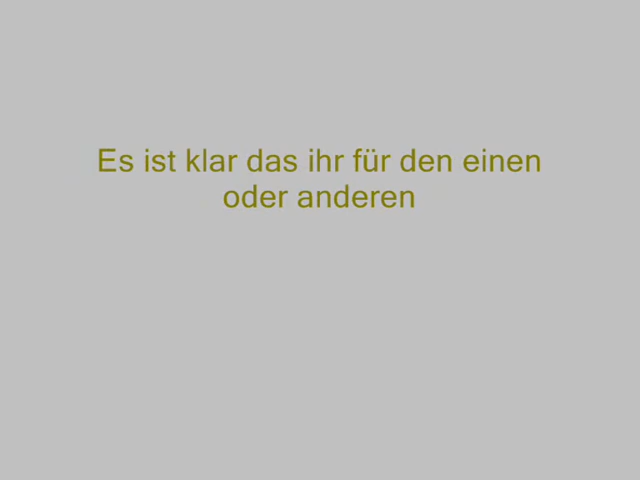 Es ist klar das ihr für den einen
oder anderen